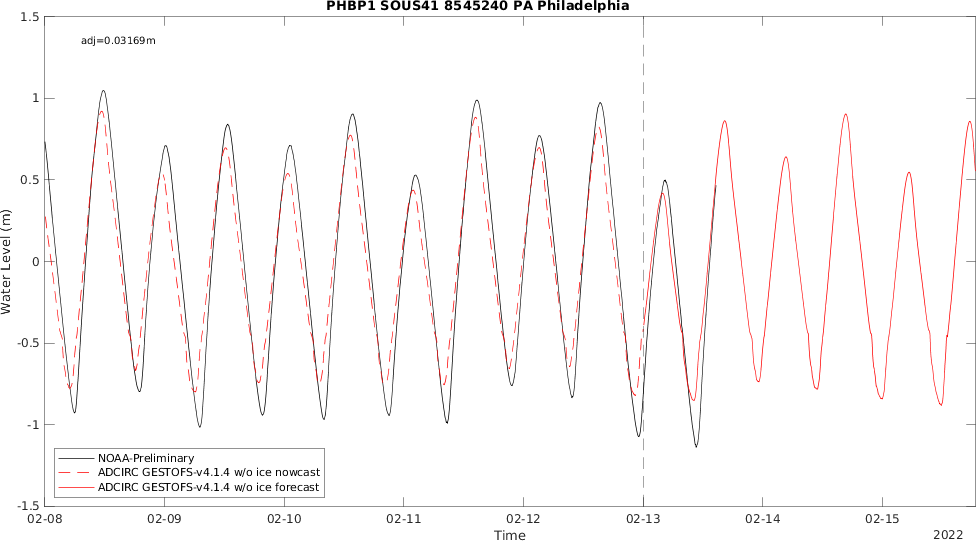 PHBP1 SOUS41 8545240 PA Philadelphia
adj=0.03169m
1.5
1
0.5
0
-0.5
-1
-1.5
Water Level (m)
NOAA-Preliminary
ADCIRC GESTOFS-v4.1.4 w/o ice nowcast
ADCIRC GESTOFS-v4.1.4 w/o ice forecast
02-08 02-09 02-10 02-11 02-12 02-13 02-14 02-15
Time
2022